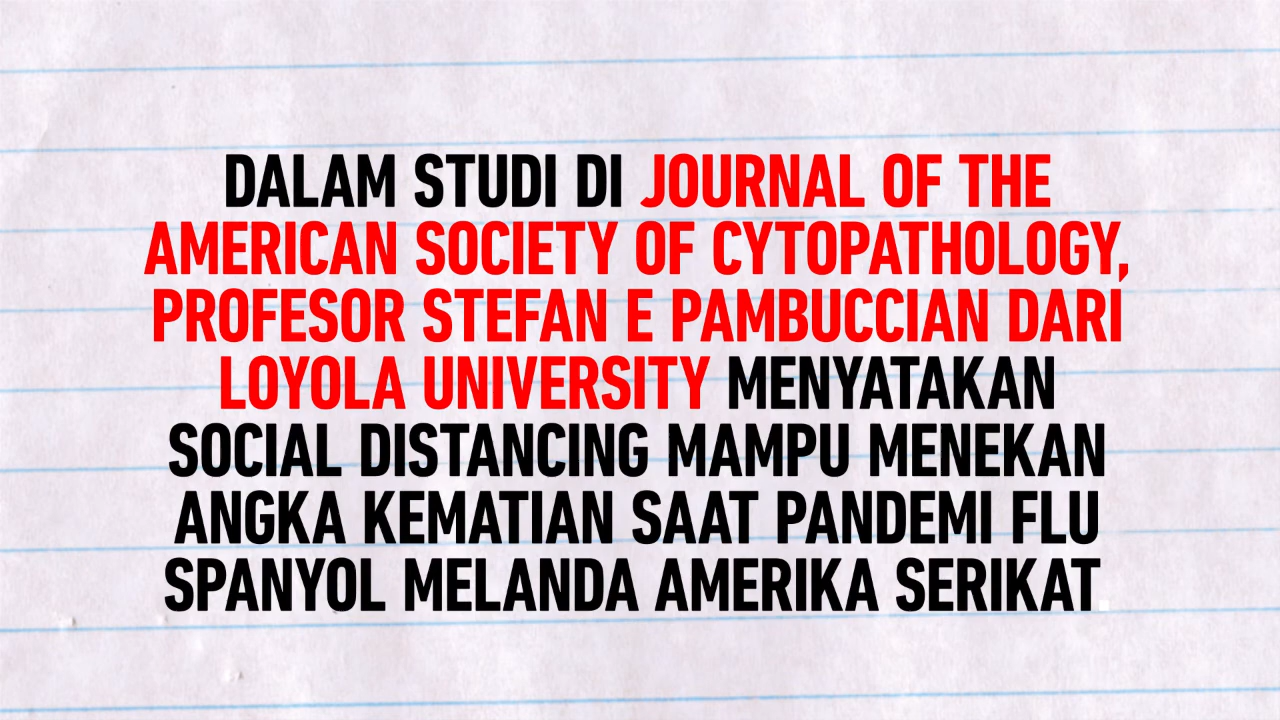 DALAM STUDI DI JOURNAL OF THE
AMERICAN SOCIETY OF CYTOPATHOLOGY,
PROFESOR STEFAN E PAMBUCCIAN DARI
LOYOLA UNIVERSITY MENYATAKAN
SOCIAL DISTANCING MAMPU MENEKAN
ANGKA KEMATIAN SAAT PANDEMI FLU
SPANYOL MELANDA AMERIKA SERIKAT.